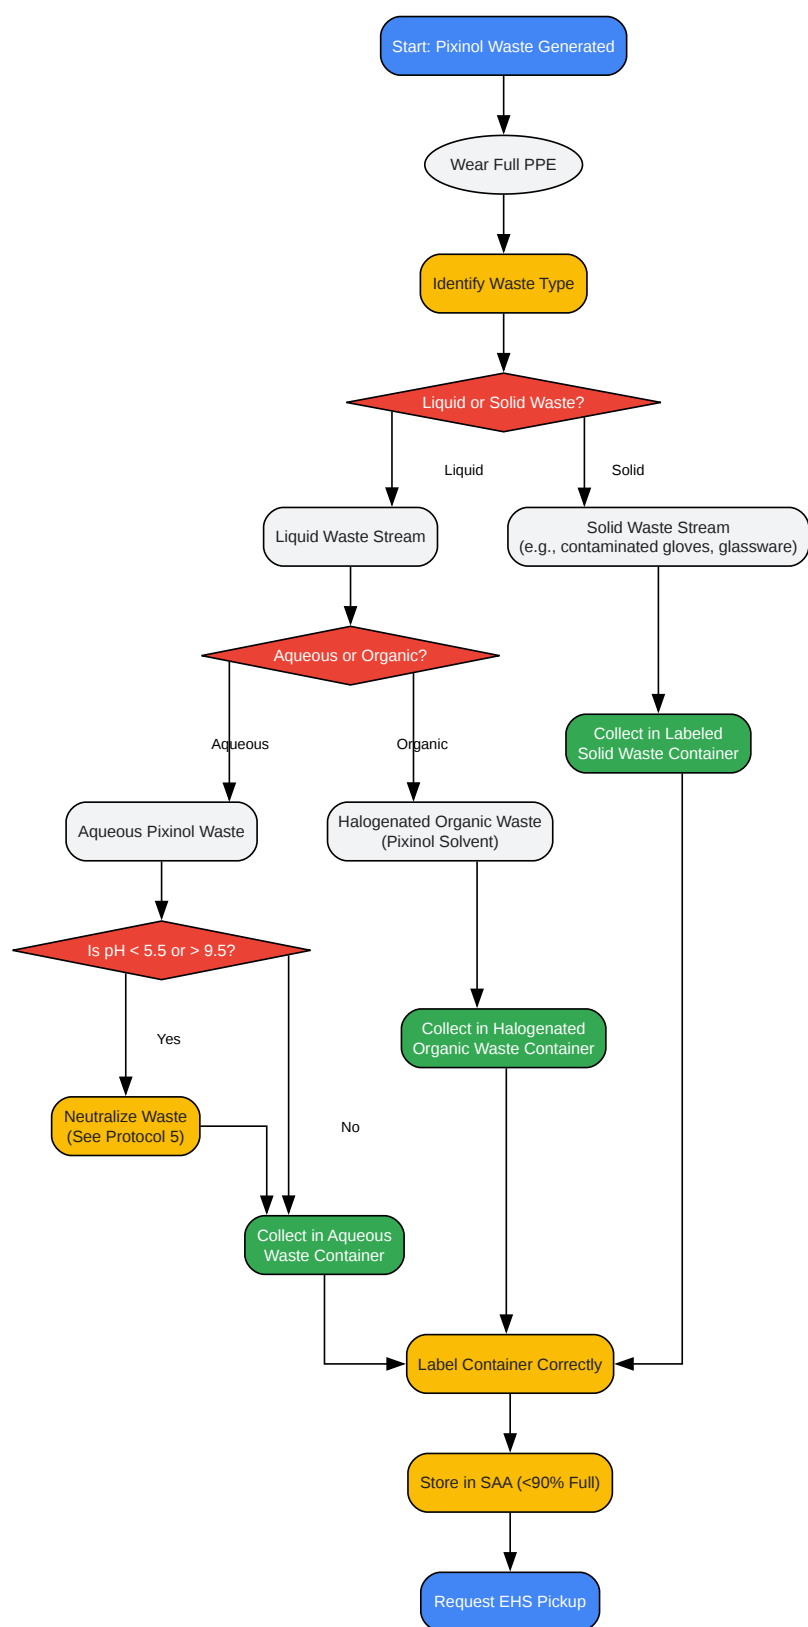 Start: Pixinol Waste Generated
Wear Full PPE
Identify Waste Type
Liquid or Solid Waste?
Liquid
Solid
Liquid Waste Stream
Solid Waste Stream
(e.g., contaminated gloves, glassware)
Aqueous or Organic?
Collect in Labeled
Solid Waste Container
Aqueous
Organic
Aqueous Pixinol Waste
Halogenated Organic Waste
(Pixinol Solvent)
Is pH < 5.5 or > 9.5?
Collect in Halogenated
Organic Waste Container
Yes
Neutralize Waste
(See Protocol 5)
No
Collect in Aqueous
Waste Container
Label Container Correctly
Store in SAA (<90% Full)
Request EHS Pickup